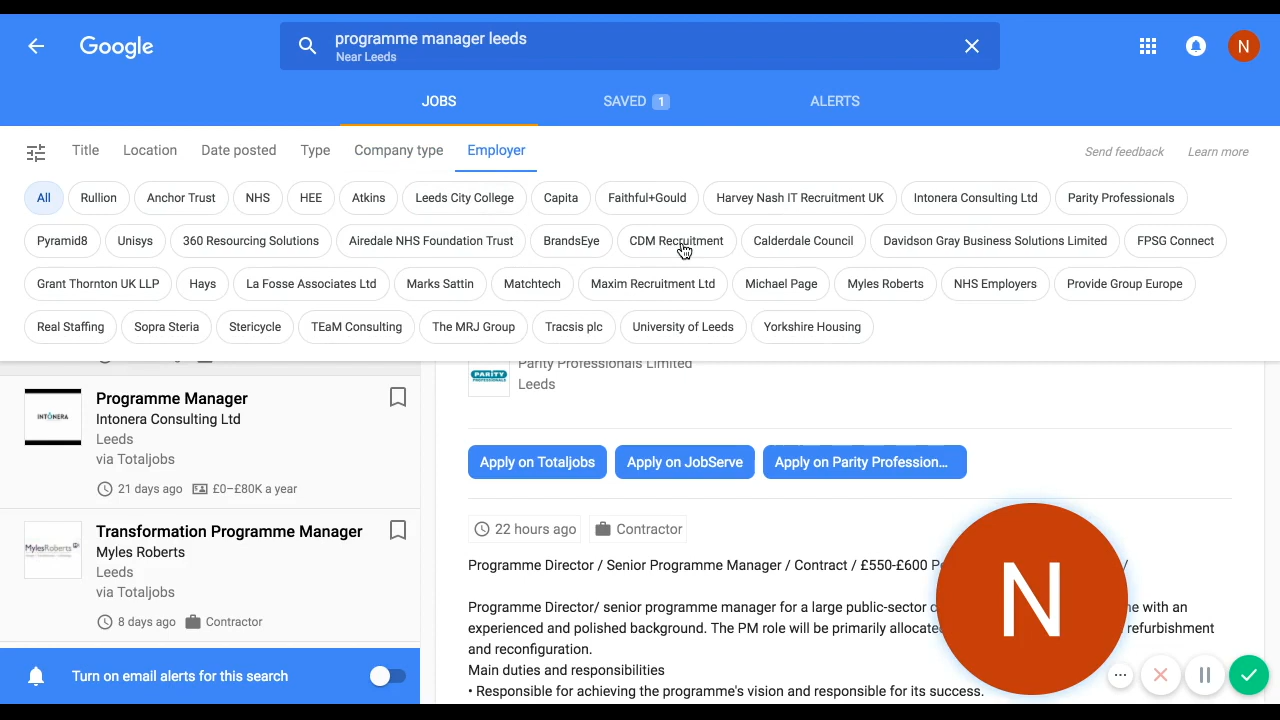 Google
programme manager leeds
Near Leeds
N
JOBS
SAVED 1
ALERTS
Title Location Date posted Type Company type Employer
Send feedback Learn more
All Rullion Anchor Trust NHS HEE Atkins Leeds City College Capita Faithful+Gould Harvey Nash IT Recruitment UK Intonera Consulting Ltd Parity Professionals
Pyramid8 Unisys 360 Resourcing Solutions Airedale NHS Foundation Trust BrandsEye CDM Recruitment Calderdale Council Davidson Gray Business Solutions Limited FPSG Connect
Grant Thornton UK LLP Hays La Fosse Associates Ltd Marks Sattin Matchtech Maxim Recruitment Ltd Michael Page Myles Roberts NHS Employers Provide Group Europe
Real Staffing Sopra Steria Stericycle TEaM Consulting The MRJ Group Tracsis plc University of Leeds Yorkshire Housing
INTONERA
Programme Manager
Intonera Consulting Ltd
Leeds
via Totaljobs
21 days ago £0–£80K a year
MylesRoberts
Transformation Programme Manager
Myles Roberts
Leeds
via Totaljobs
8 days ago Contractor
Turn on email alerts for this search
PARITY
PROFESSIONALS
Parity Professionals Limited
Leeds
Apply on Totaljobs
Apply on JobServe
Apply on Parity Profession...
22 hours ago Contractor
Programme Director / Senior Programme Manager / Contract / £550-£600 /
Programme Director/ senior programme manager for a large public-sector with an
experienced and polished background. The PM role will be primarily refurbishment
and reconfiguration.
Main duties and responsibilities
• Responsible for achieving the programme's vision and responsible for its success.
N